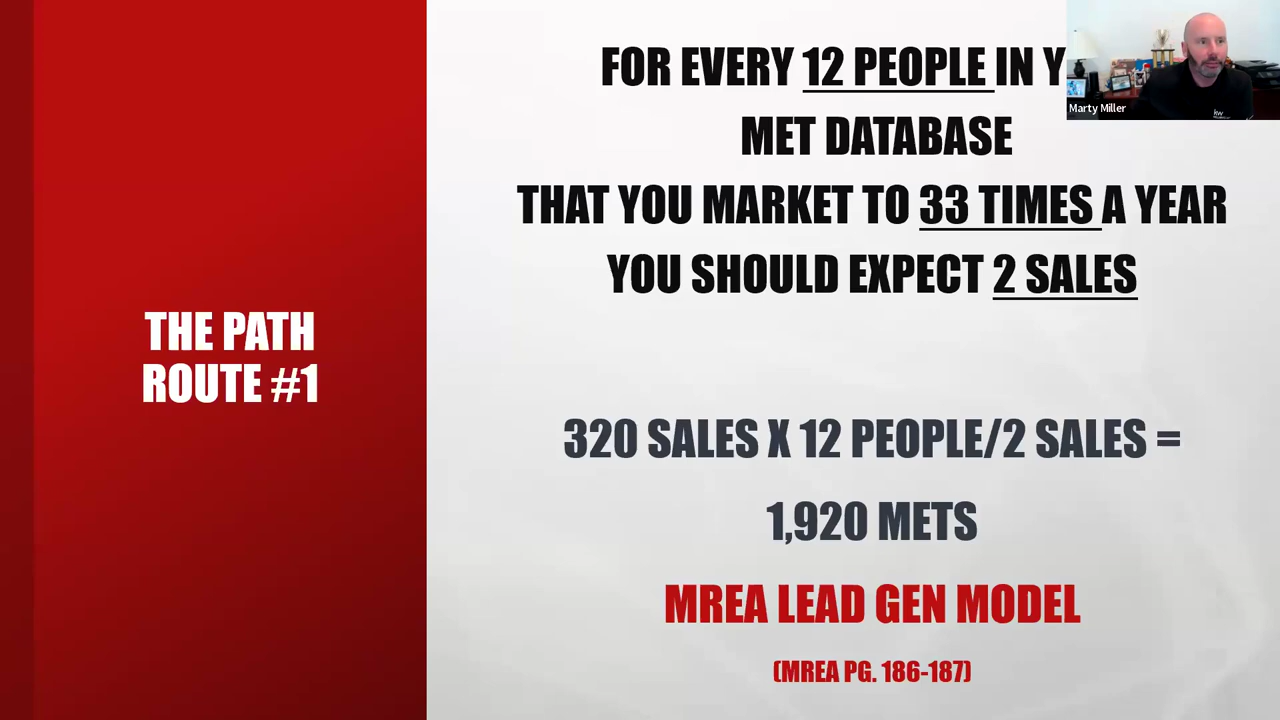 FOR EVERY 12 PEOPLE IN Y
MET DATABASE
THAT YOU MARKET TO 33 TIMES A YEAR
YOU SHOULD EXPECT 2 SALES
THE PATH
ROUTE #1
320 SALES X 12 PEOPLE/2 SALES =
1,920 METS
MREA LEAD GEN MODEL
(MREA PG. 186-187)
Marty Miller
kw